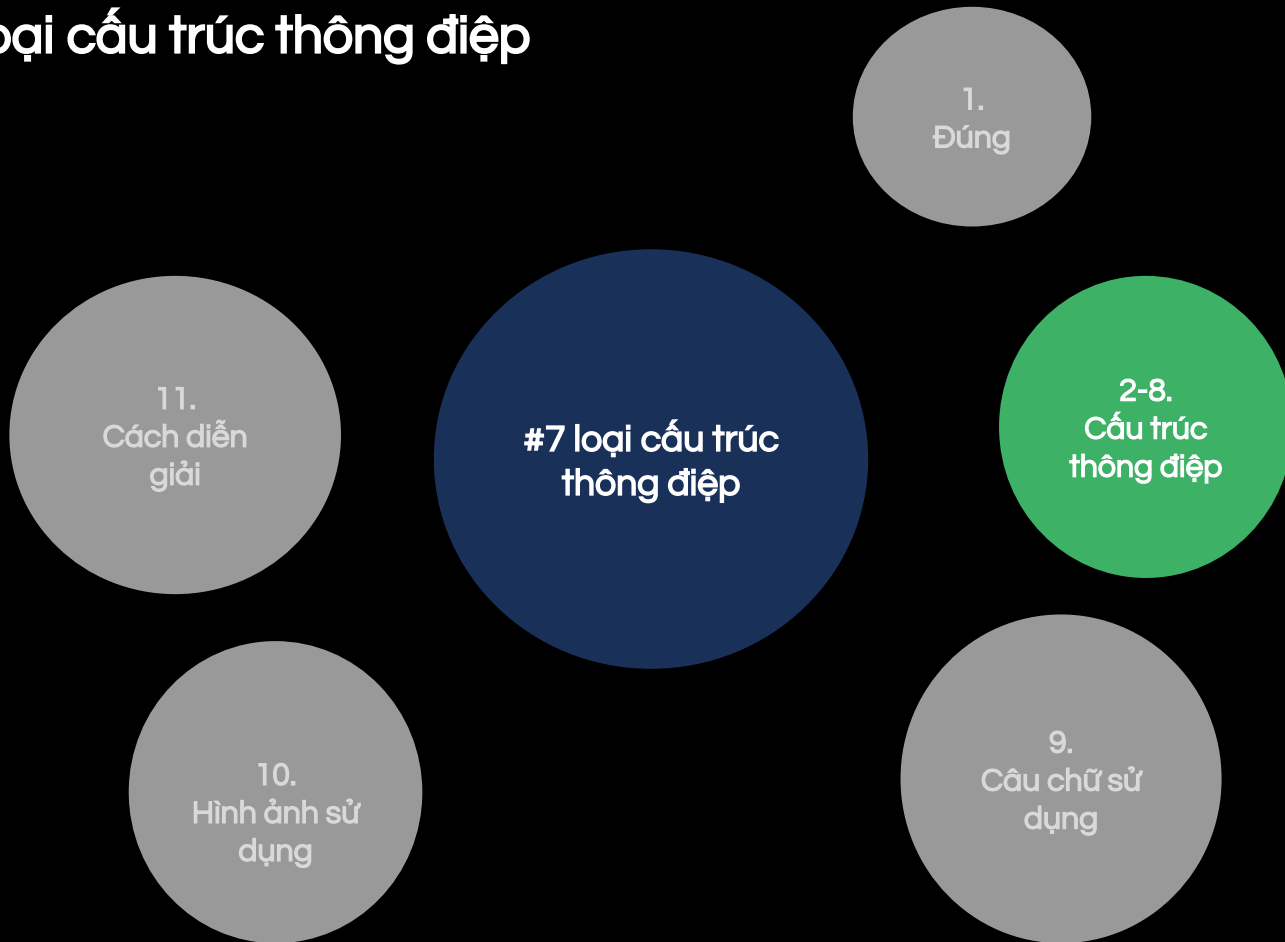 loại cấu trúc thông điệp
1.
Đúng
2-8.
Cấu trúc
thông điệp
#7 loại cấu trúc
thông điệp
11.
Cách diễn
giải
9.
Câu chữ sử
dụng
10.
Hình ảnh sử
dụng